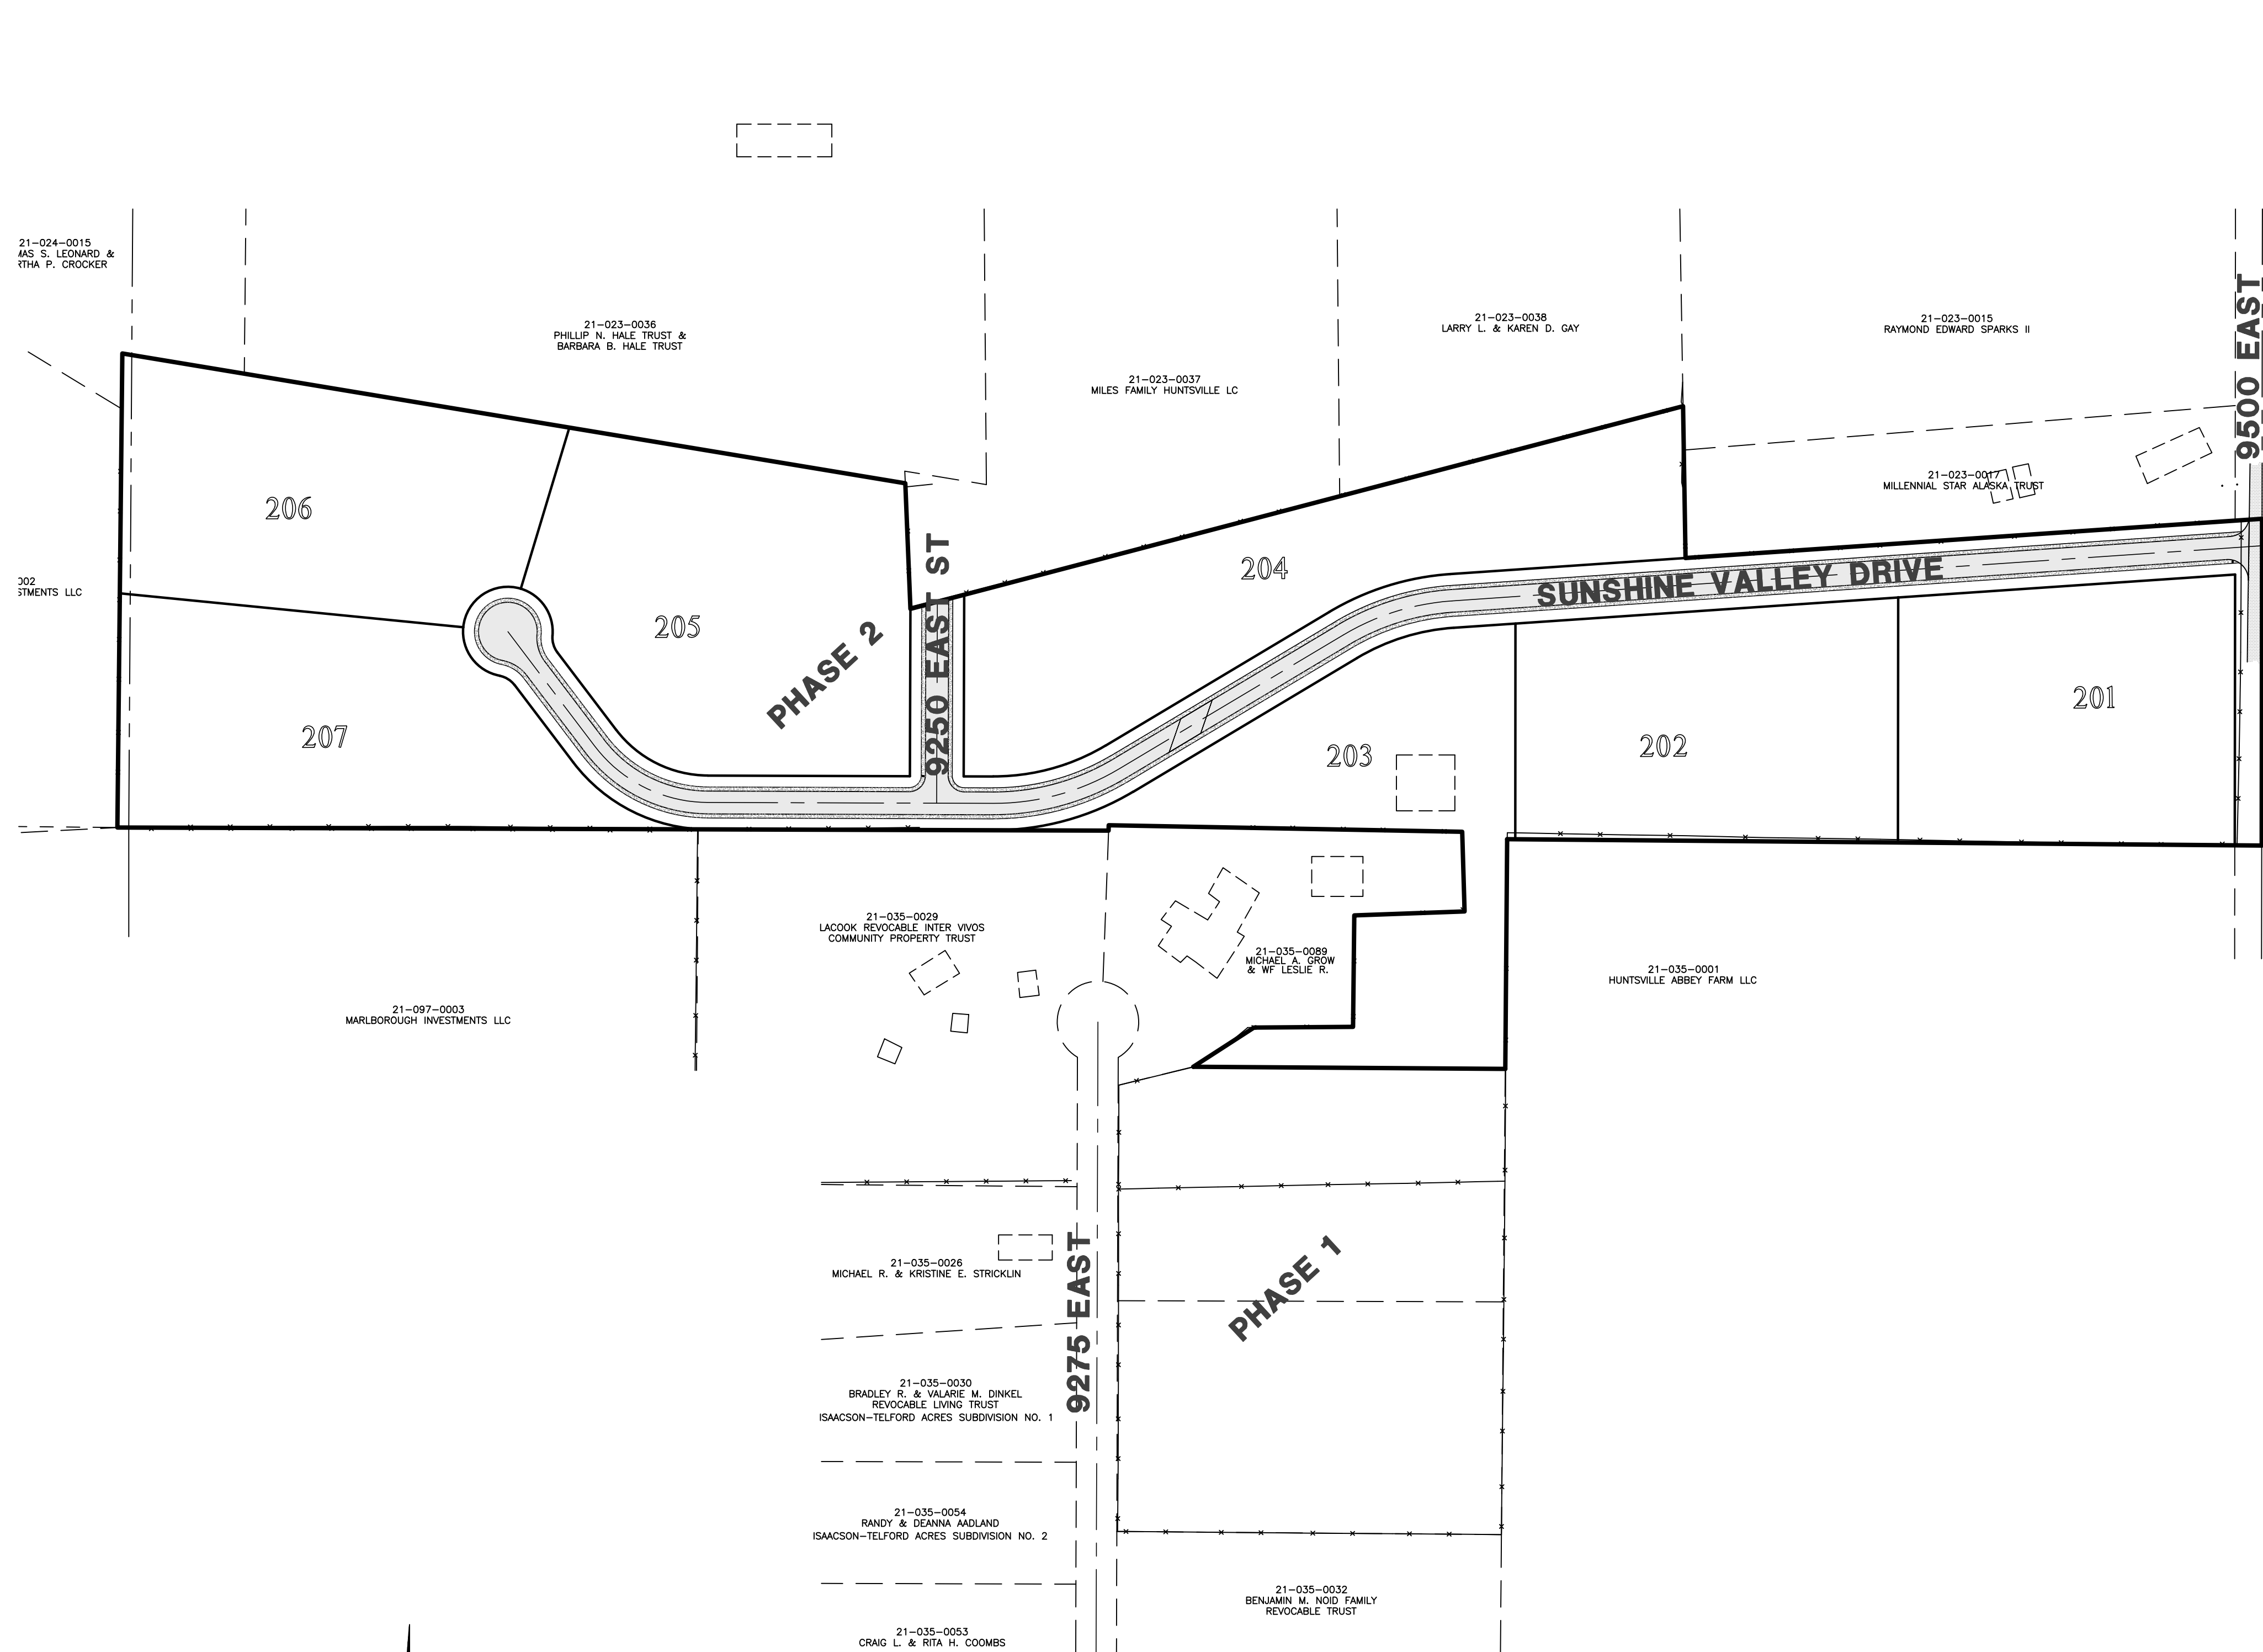 21-024-0015
MAS S. LEONARD &
RTHA P. CROCKER
21-023-0036
PHILLIP N. HALE TRUST &
BARBARA B. HALE TRUST
21-023-0037
MILES FAMILY HUNTSVILLE LC
21-023-0038
LARRY L. & KAREN D. GAY
21-023-0015
RAYMOND EDWARD SPARKS II
9500 EAST
21-023-0017
MILLENNIAL STAR ALASKA TRUST
206
205
204
SUNSHINE VALLEY DRIVE
002
STMENTS LLC
PHASE 2
9250 EAST ST
207
203
202
201
21-035-0029
LACOOK REVOCABLE INTER VIVOS
COMMUNITY PROPERTY TRUST
21-035-0089
MICHAEL A. GROW
& WF LESLIE R.
21-035-0001
HUNTSVILLE ABBEY FARM LLC
21-097-0003
MARLBOROUGH INVESTMENTS LLC
21-035-0026
MICHAEL R. & KRISTINE E. STRICKLIN
9275 EAST
PHASE 1
21-035-0030
BRADLEY R. & VALARIE M. DINKEL
REVOCABLE LIVING TRUST
ISAACSON-TELFORD ACRES SUBDIVISION NO. 1
21-035-0054
RANDY & DEANNA AADLAND
ISAACSON-TELFORD ACRES SUBDIVISION NO. 2
21-035-0032
BENJAMIN M. NOID FAMILY
REVOCABLE TRUST
21-035-0053
CRAIG L. & RITA H. COOMBS